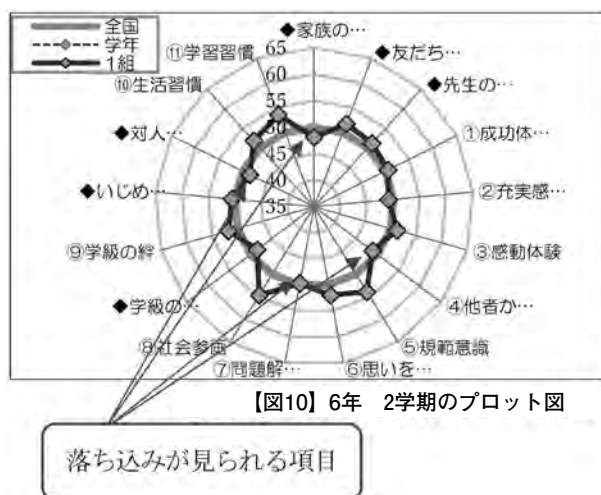 全国
学年
1組
65
60
55
50
45
40
35
◆家族の…
◆友だち…
◆先生の…
①成功体…
②充実感…
③感動体験
④他者か…
⑤規範意識
⑥思いを…
⑦問題解…
⑧社会参画
◆学級の…
⑨学級の絆
◆いじめ…
◆対人…
⑩生活習慣
⑪学習習慣
【図10】6年 2学期のプロット図
落ち込みが見られる項目